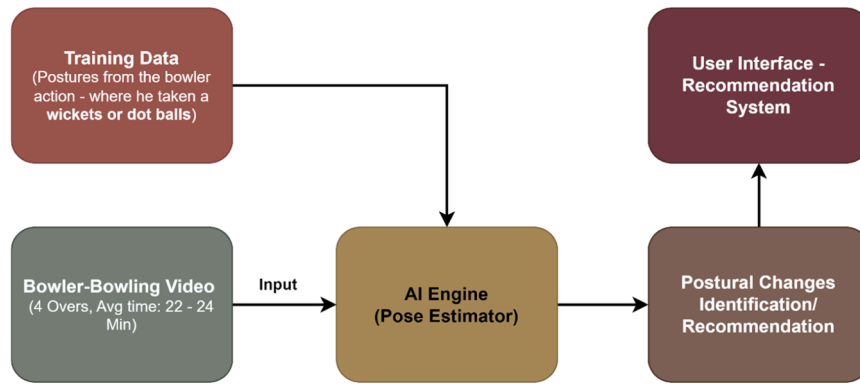 Training Data
(Postures from the bowler
action - where he taken a
wickets or dot balls)
User Interface -
Recommendation
System
Bowler-Bowling Video
(4 Overs, Avg time: 22 - 24
Min)
Input
AI Engine
(Pose Estimator)
Postural Changes
Identification/
Recommendation